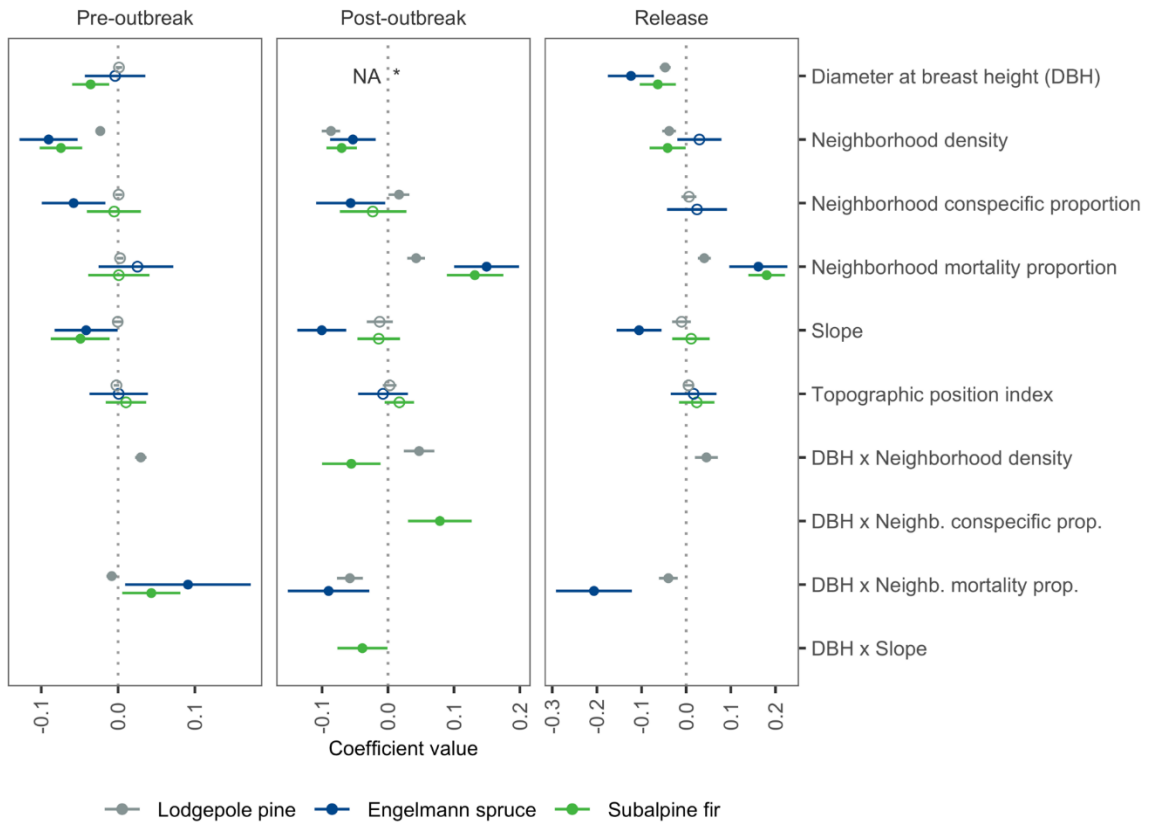 Pre-outbreak
Post-outbreak
Release
NA *
Diameter at breast height (DBH)
Neighborhood density
Neighborhood conspecific proportion
Neighborhood mortality proportion
Slope
Topographic position index
DBH x Neighborhood density
DBH x Neighb. conspecific prop.
DBH x Neighb. mortality prop.
DBH x Slope
-0.1 0.0 0.1
-0.1 0.0 0.1 0.2
-0.3 -0.2 0.0 0.1 0.2
Coefficient value
Lodgepole pine Engelmann spruce Subalpine fir